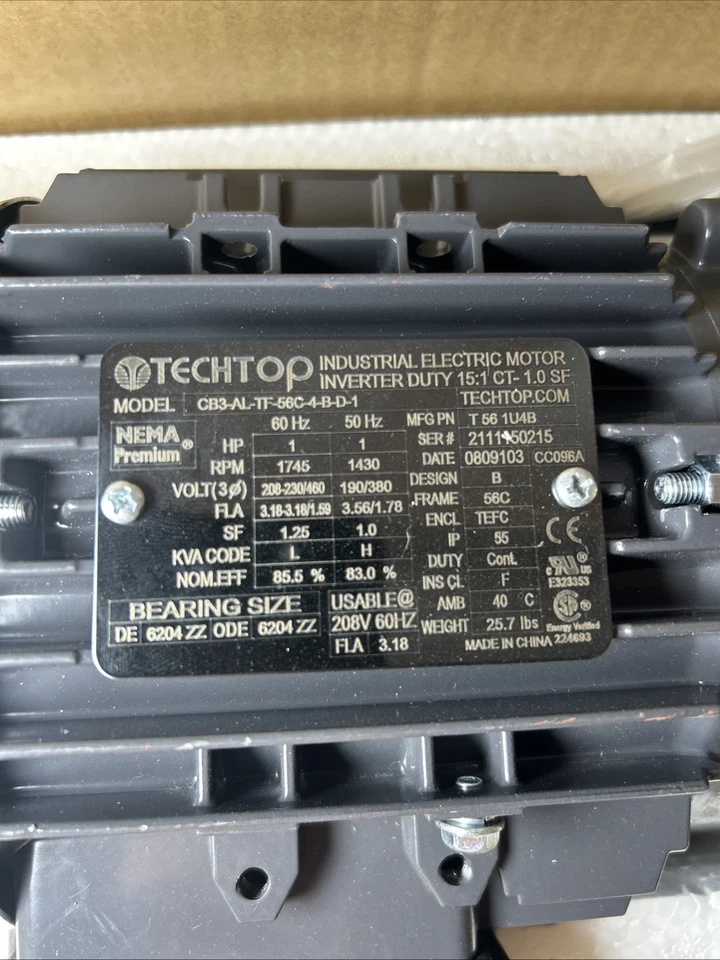 TECHTOP INDUSTRIAL ELECTRIC MOTOR
INVERTER DUTY 15:1 CT- 1.0 SF
MODEL CB3-AL-TF-56C-4-B-D-1 TECHTOP.COM
NEMA Premium®
60 Hz 50 Hz
HP 1 1
RPM 1745 1430
VOLT(3Ø) 208-230/460 190/380
FLA 3.18-3.18/1.59 3.56/1.78
SF 1.25 1.0
KVA CODE L H
NOM.EFF 85.5 % 83.0 %
MFG PN T 56 1U4B
SER #
DATE 0809103 CC096A
DESIGN B
FRAME 56C
ENCL TEFC
IP 55
DUTY Cont.
INS CL F
AMB 40 C
WEIGHT 25.7 lbs
CE
c UR us
E323353
SP
Energy Verified
BEARING SIZE
DE 6204 ZZ ODE 6204 ZZ
USABLE@
208V 60HZ
FLA 3.18
MADE IN CHINA 224693